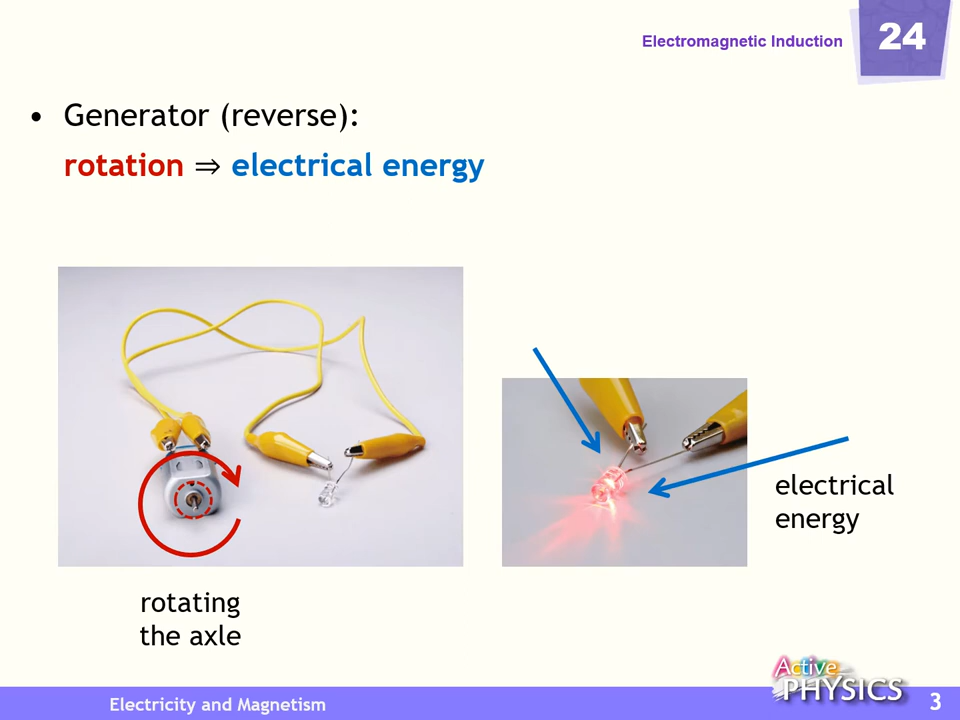 Electromagnetic Induction
24
• Generator (reverse):
rotation ⇒ electrical energy
electrical
energy
rotating
the axle
Active
PHYSICS
Electricity and Magnetism
3